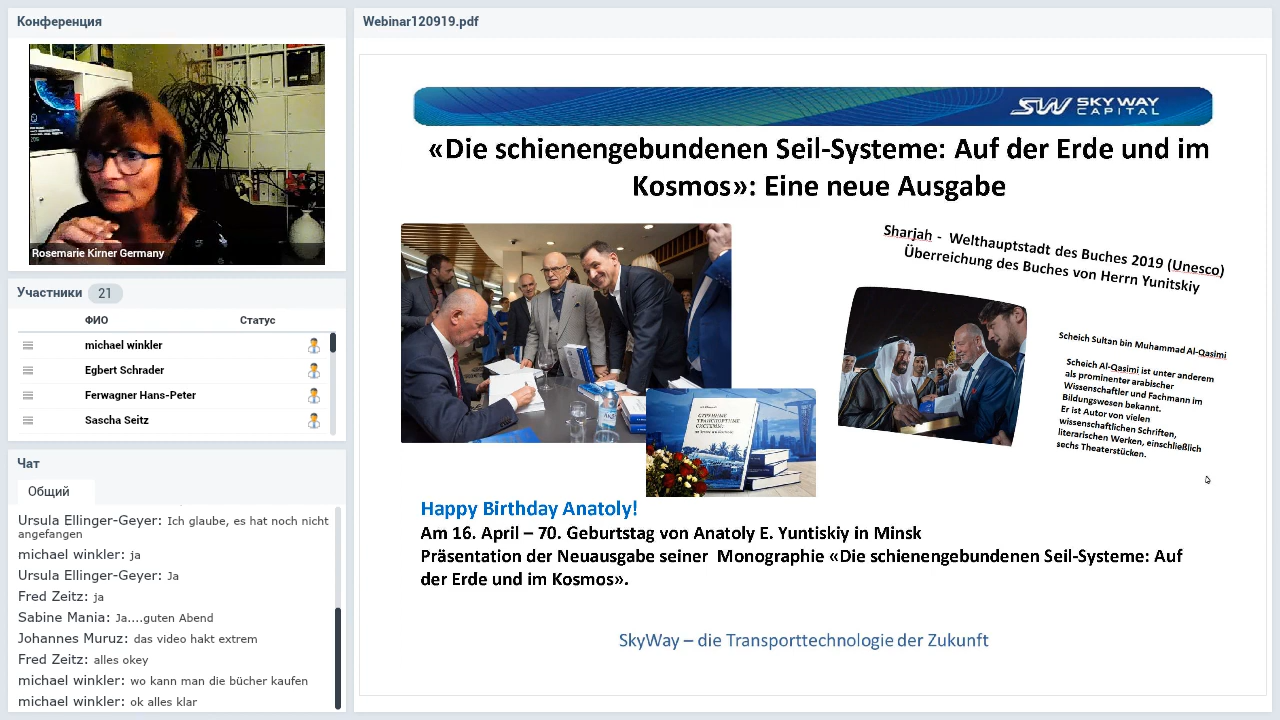 Конференция
Rosemarie Kirner Germany
Участники 21
ФИО Статус
michael winkler
Egbert Schrader
Ferwagner Hans-Peter
Sascha Seitz
Чат
Общий
Ursula Ellinger-Geyer: Ich glaube, es hat noch nicht
angefangen
michael winkler: ja
Ursula Ellinger-Geyer: Ja
Fred Zeitz: ja
Sabine Mania: Ja....guten Abend
Johannes Muruz: das video hakt extrem
Fred Zeitz: alles okey
michael winkler: wo kann man die bücher kaufen
michael winkler: ok alles klar
Webinar120919.pdf
SW SKY WAY
CAPITAL
«Die schienengebundenen Seil-Systeme: Auf der Erde und im
Kosmos»: Eine neue Ausgabe
Sharjah - Welthauptstadt des Buches 2019 (Unesco)
Überreichung des Buches von Herrn Yunitskiy
Scheich Sultan bin Muhammad Al-Qasimi
Scheich Al-Qasimi ist unter anderem
als prominenter arabischer
Wissenschaftler und Fachmann im
Bildungswesen bekannt.
Er ist Autor von vielen
wissenschaftlichen Schriften,
literarischen Werken, einschließlich
sechs Theaterstücken.
СТРУННЫЕ
ТРАНСПОРТНЫЕ
СИСТЕМЫ:
Happy Birthday Anatoly!
Am 16. April – 70. Geburtstag von Anatoly E. Yuntiskiy in Minsk
Präsentation der Neuausgabe seiner Monographie «Die schienengebundenen Seil-Systeme: Auf
der Erde und im Kosmos».
SkyWay – die Transporttechnologie der Zukunft